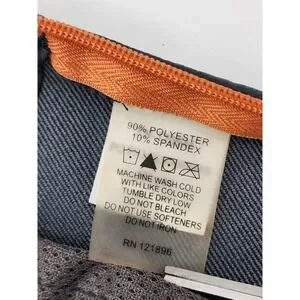 90% POLYESTER
10% SPANDEX
MACHINE WASH COLD
WITH LIKE COLORS
TUMBLE DRY LOW
DO NOT BLEACH
DO NOT USE SOFTENERS
DO NOT IRON
RN 121896